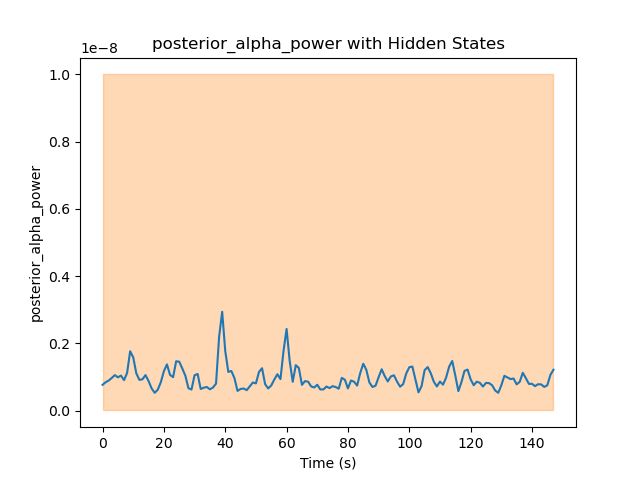 posterior_alpha_power with Hidden States
1e−8
1.0
0.8
0.6
0.4
0.2
0.0
posterior_alpha_power
0 20 40 60 80 100 120 140
Time (s)